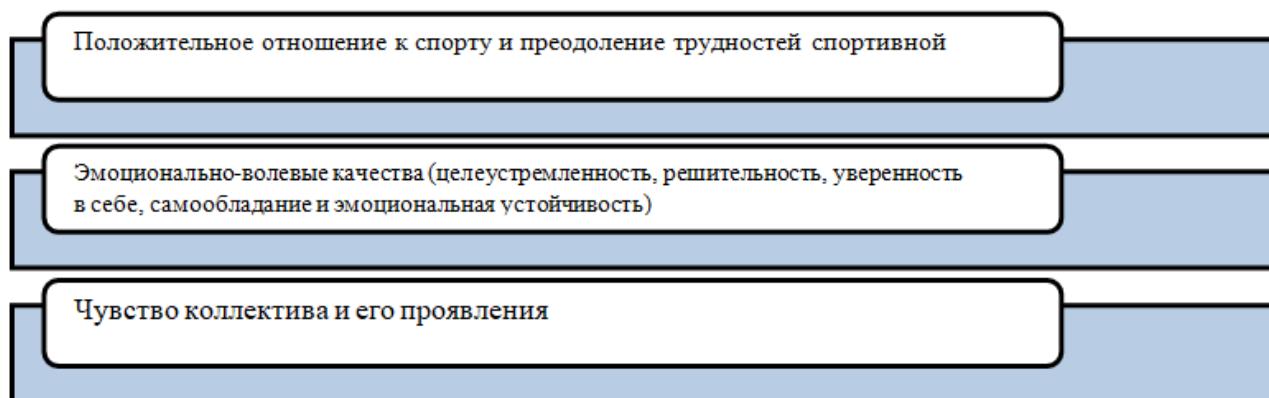 Положительное отношение к спорту и преодоление трудностей спортивной
Эмоционально-волевые качества (целеустремленность, решительность, уверенность
в себе, самообладание и эмоциональная устойчивость)
Чувство коллектива и его проявления